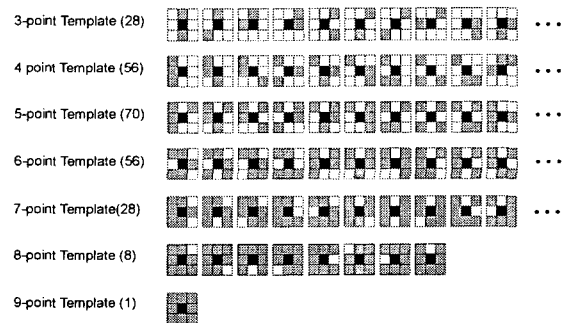 3-point Template (28)
4 point Template (56)
5-point Template (70)
6-point Template (56)
7-point Template(28)
8-point Template (8)
9-point Template (1)